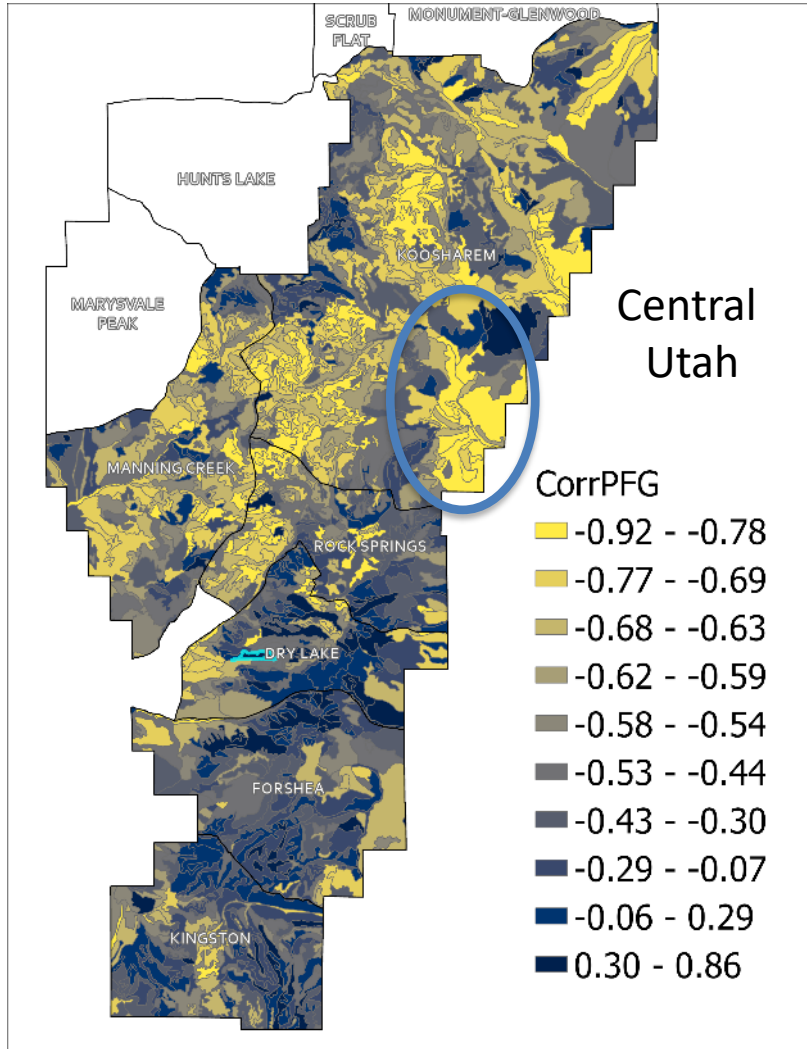 SCRUB
FLAT
MONUMENT-GLENWOOD
HUNTS LAKE
KOOSHAREM
MARYSVALE
PEAK
Central
Utah
MANNING CREEK
ROCK SPRINGS
DRY LAKE
FORSHEA
KINGSTON
CorrPFG
-0.92 - -0.78
-0.77 - -0.69
-0.68 - -0.63
-0.62 - -0.59
-0.58 - -0.54
-0.53 - -0.44
-0.43 - -0.30
-0.29 - -0.07
-0.06 - 0.29
0.30 - 0.86